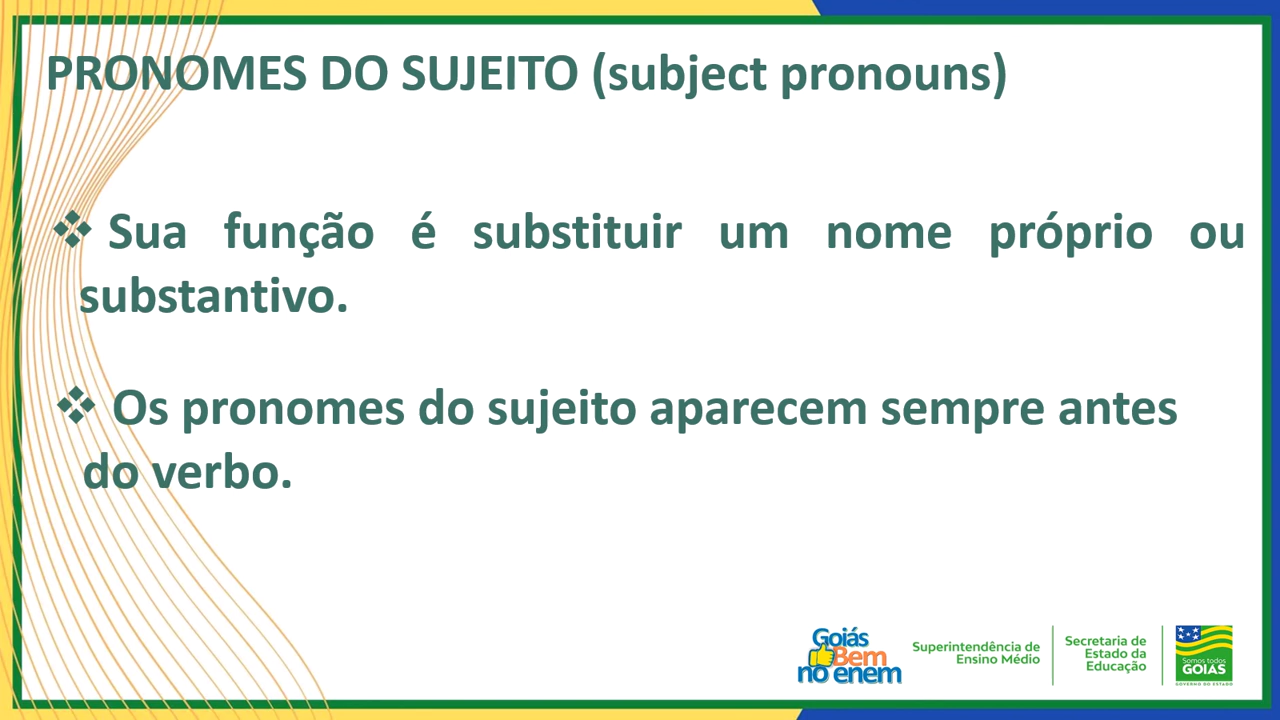 PRONOMES DO SUJEITO (subject pronouns)
❖ Sua função é substituir um nome próprio ou
substantivo.
❖ Os pronomes do sujeito aparecem sempre antes
do verbo.
Goiás
Bem
no enem
Superintendência de
Ensino Médio
Secretaria de
Estado da
Educação
Somos todos
GOIÁS
GOVERNO DO ESTADO